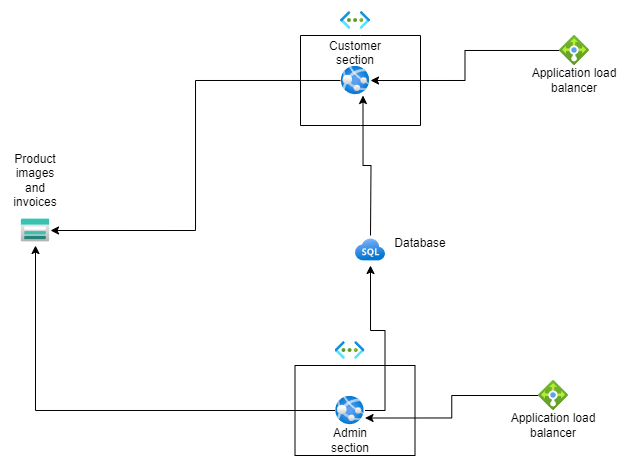 Customer
section
Application load
balancer
Product
images
and
invoices
SQL
Database
Admin
section
Application load
balancer